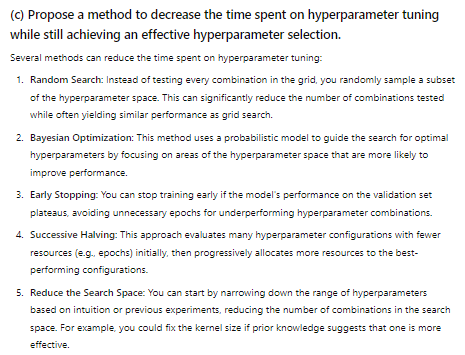 (c) Propose a method to decrease the time spent on hyperparameter tuning
while still achieving an effective hyperparameter selection.
Several methods can reduce the time spent on hyperparameter tuning:
1. Random Search: Instead of testing every combination in the grid, you randomly sample a subset
of the hyperparameter space. This can significantly reduce the number of combinations tested
while often yielding similar performance as grid search.
2. Bayesian Optimization: This method uses a probabilistic model to guide the search for optimal
hyperparameters by focusing on areas of the hyperparameter space that are more likely to
improve performance.
3. Early Stopping: You can stop training early if the model's performance on the validation set
plateaus, avoiding unnecessary epochs for underperforming hyperparameter combinations.
4. Successive Halving: This approach evaluates many hyperparameter configurations with fewer
resources (e.g., epochs) initially, then progressively allocates more resources to the best-
performing configurations.
5. Reduce the Search Space: You can start by narrowing down the range of hyperparameters
based on intuition or previous experiments, reducing the number of combinations in the search
space. For example, you could fix the kernel size if prior knowledge suggests that one is more
effective.